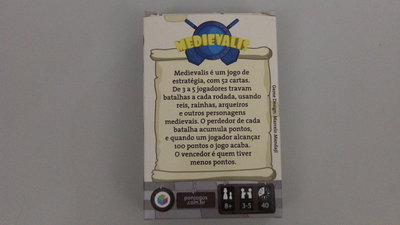 MEDIEVALIS
Medievalis é um jogo de
estratégia, com 52 cartas.
De 3 a 5 jogadores travam
batalhas a cada rodada, usando
reis, rainhas, arqueiros
e outros personagens
medievais. O perdedor de cada
batalha acumula pontos,
e quando um jogador alcançar
100 pontos o jogo acaba.
O vencedor é quem tiver
menos pontos.
Game Design: Marcelo Mondejí
ponjogos
.com.br
8+
3-5
40